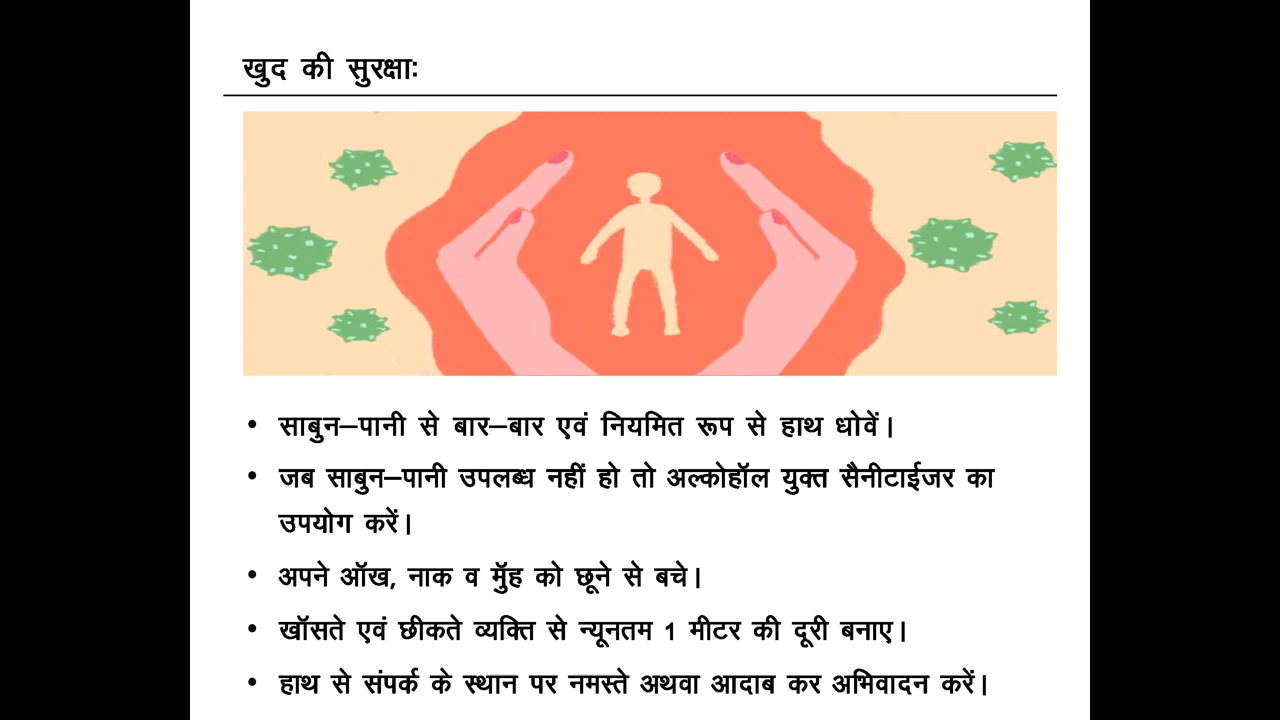 खुद की सुरक्षाः
• साबुन–पानी से बार–बार एवं नियमित रूप से हाथ धोवें।
• जब साबुन–पानी उपलब्ध नहीं हो तो अल्कोहॉल युक्त सैनीटाईजर का
उपयोग करें।
• अपने ऑख, नाक व मुॅह को छूने से बचे।
• खॉसते एवं छीकते व्यक्ति से न्यूनतम 1 मीटर की दूरी बनाए।
• हाथ से संपर्क के स्थान पर नमस्ते अथवा आदाब कर अभिवादन करें।